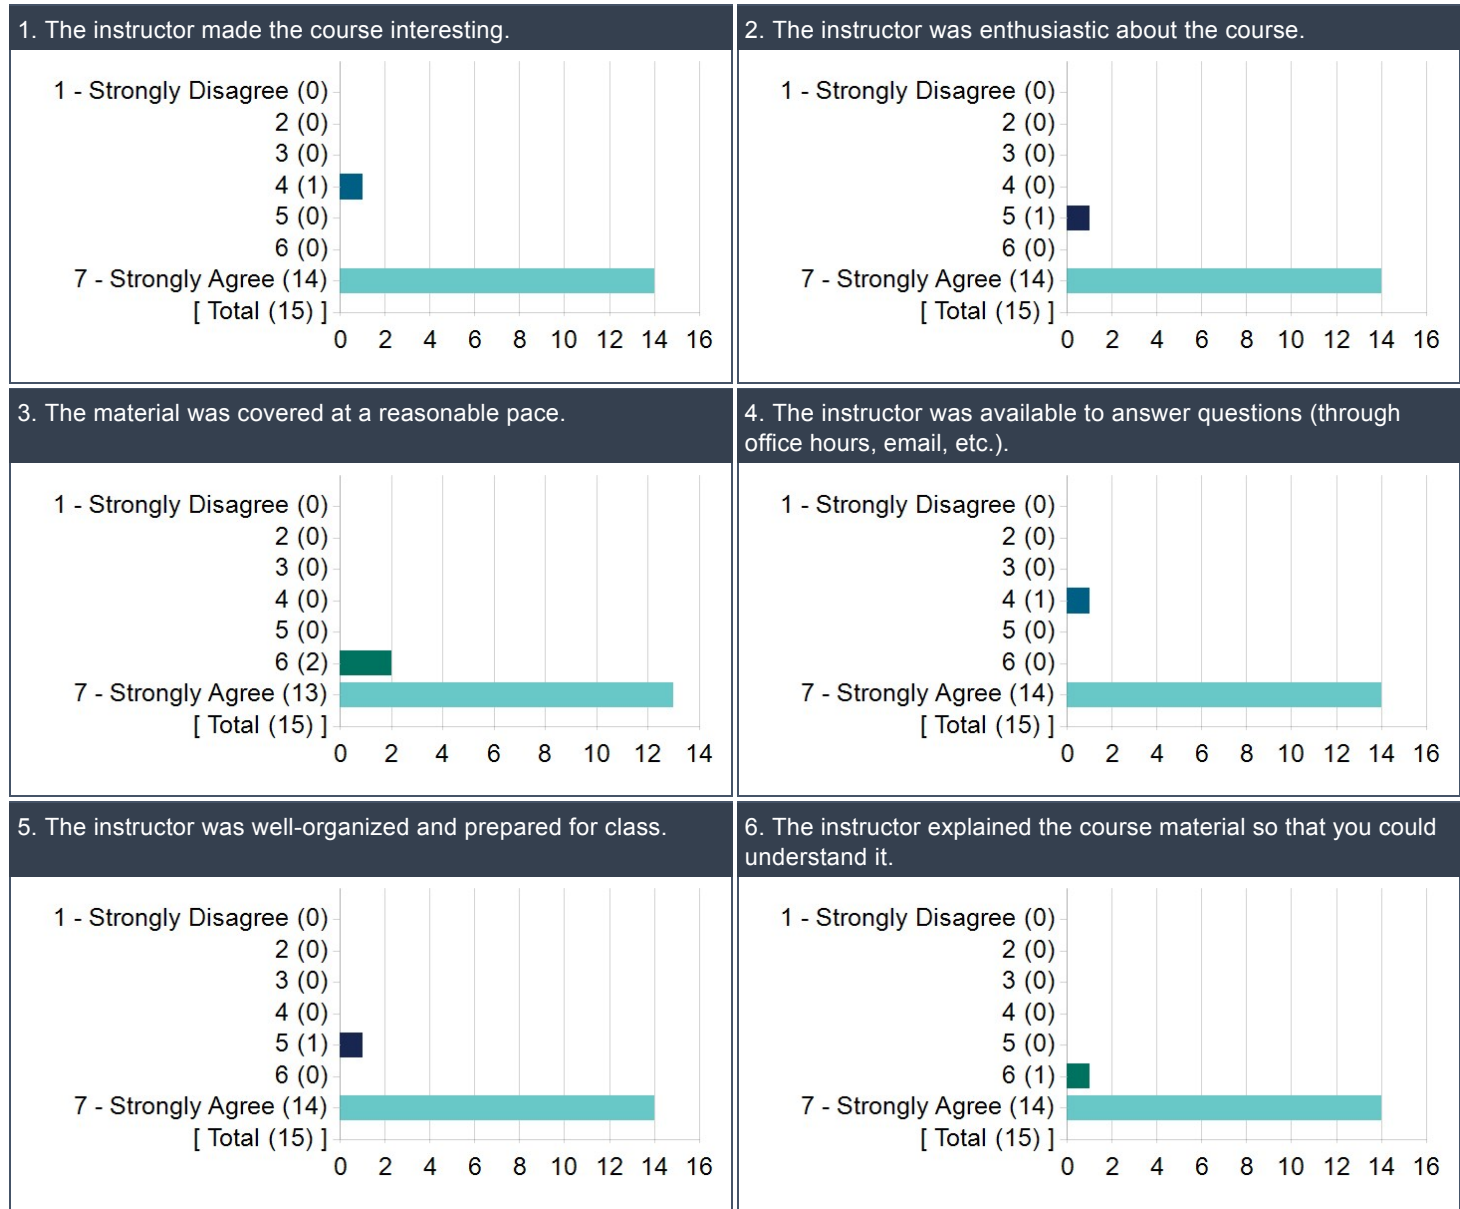 1. The instructor made the course interesting.
1 - Strongly Disagree (0)
2 (0)
3 (0)
4 (1)
5 (0)
6 (0)
7 - Strongly Agree (14)
[ Total (15) ]
0 2 4 6 8 10 12 14 16
2. The instructor was enthusiastic about the course.
1 - Strongly Disagree (0)
2 (0)
3 (0)
4 (0)
5 (1)
6 (0)
7 - Strongly Agree (14)
[ Total (15) ]
0 2 4 6 8 10 12 14 16
3. The material was covered at a reasonable pace.
1 - Strongly Disagree (0)
2 (0)
3 (0)
4 (0)
5 (0)
6 (2)
7 - Strongly Agree (13)
[ Total (15) ]
0 2 4 6 8 10 12 14
4. The instructor was available to answer questions (through
office hours, email, etc.).
1 - Strongly Disagree (0)
2 (0)
3 (0)
4 (1)
5 (0)
6 (0)
7 - Strongly Agree (14)
[ Total (15) ]
0 2 4 6 8 10 12 14 16
5. The instructor was well-organized and prepared for class.
1 - Strongly Disagree (0)
2 (0)
3 (0)
4 (0)
5 (1)
6 (0)
7 - Strongly Agree (14)
[ Total (15) ]
0 2 4 6 8 10 12 14 16
6. The instructor explained the course material so that you could
understand it.
1 - Strongly Disagree (0)
2 (0)
3 (0)
4 (0)
5 (0)
6 (1)
7 - Strongly Agree (14)
[ Total (15) ]
0 2 4 6 8 10 12 14 16